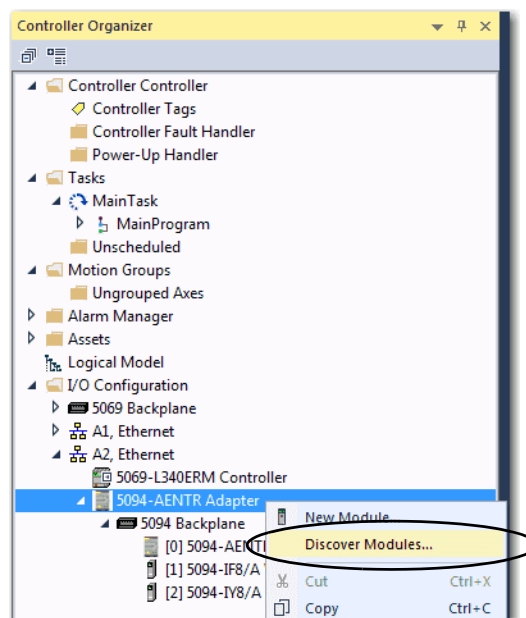 Controller Organizer
Controller Controller
Controller Tags
Controller Fault Handler
Power-Up Handler
Tasks
MainTask
MainProgram
Unscheduled
Motion Groups
Ungrouped Axes
Alarm Manager
Assets
Logical Model
I/O Configuration
5069 Backplane
A1, Ethernet
A2, Ethernet
5069-L340ERM Controller
5094-AENTR Adapter
New Module...
5094 Backplane
Discover Modules...
[0] 5094-AENT
[1] 5094-IF8/A
Cut Ctrl+X
[2] 5094-IY8/A
Copy Ctrl+C